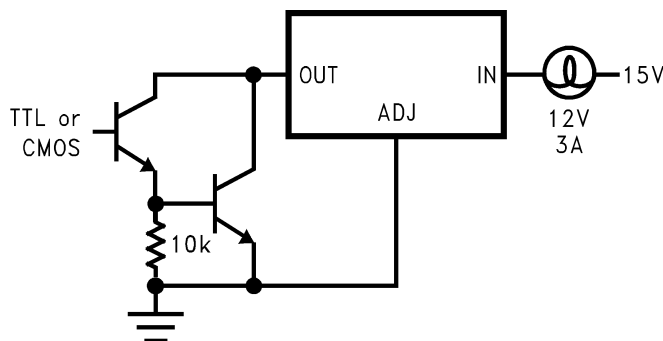 OUT
IN
15V
ADJ
TTL or
CMOS
12V
3A
10k